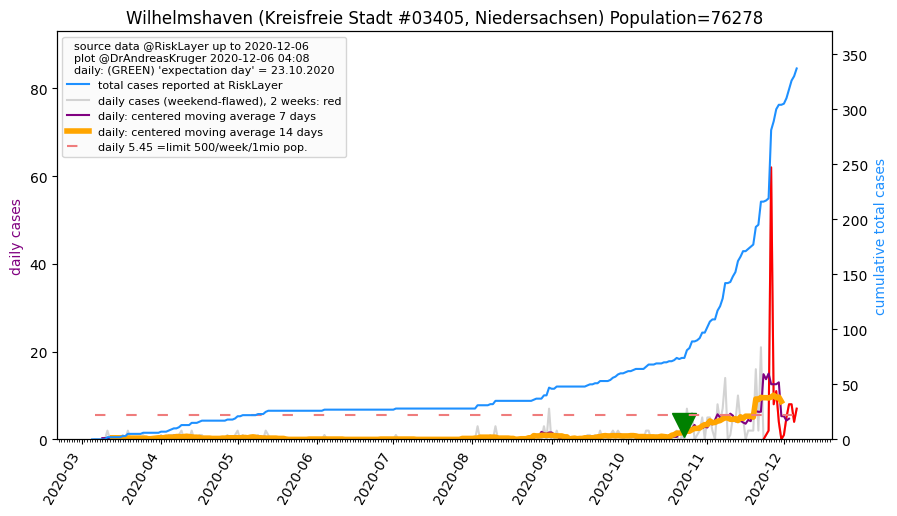 Wilhelmshaven (Kreisfreie Stadt #03405, Niedersachsen) Population=76278
source data @RiskLayer up to 2020-12-06
plot @DrAndreasKruger 2020-12-06 04:08
daily: (GREEN) 'expectation day' = 23.10.2020
total cases reported at RiskLayer
daily cases (weekend-flawed), 2 weeks: red
daily: centered moving average 7 days
daily: centered moving average 14 days
daily 5.45 =limit 500/week/1mio pop.
daily cases
80
60
40
20
0
cumulative total cases
350
300
250
200
150
100
50
0
2020-03
2020-04
2020-05
2020-06
2020-07
2020-08
2020-09
2020-10
2020-11
2020-12